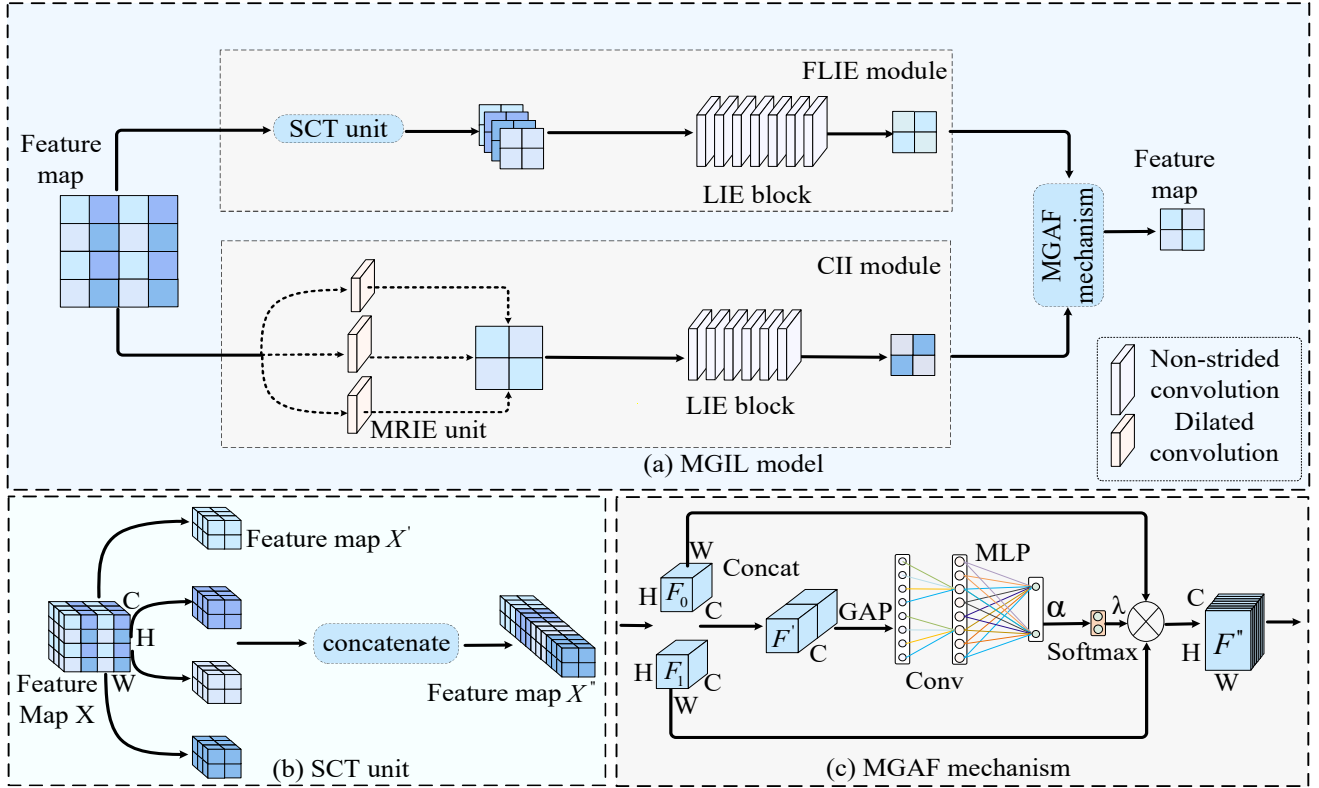 FLIE module
SCT unit
LIE block
Feature
map
CII module
MRIE unit
LIE block
MGAF
mechanism
Feature
map
Non-strided
convolution
Dilated
convolution
(a) MGIL model
Feature map X'
C
H
W
Feature
Map X
concatenate
Feature map X"
(b) SCT unit
W
H
F₀
C
Concat
H
F₁
C
W
F'
C
GAP
Conv
MLP
α
Softmax
λ
C
H
F"
W
(c) MGAF mechanism